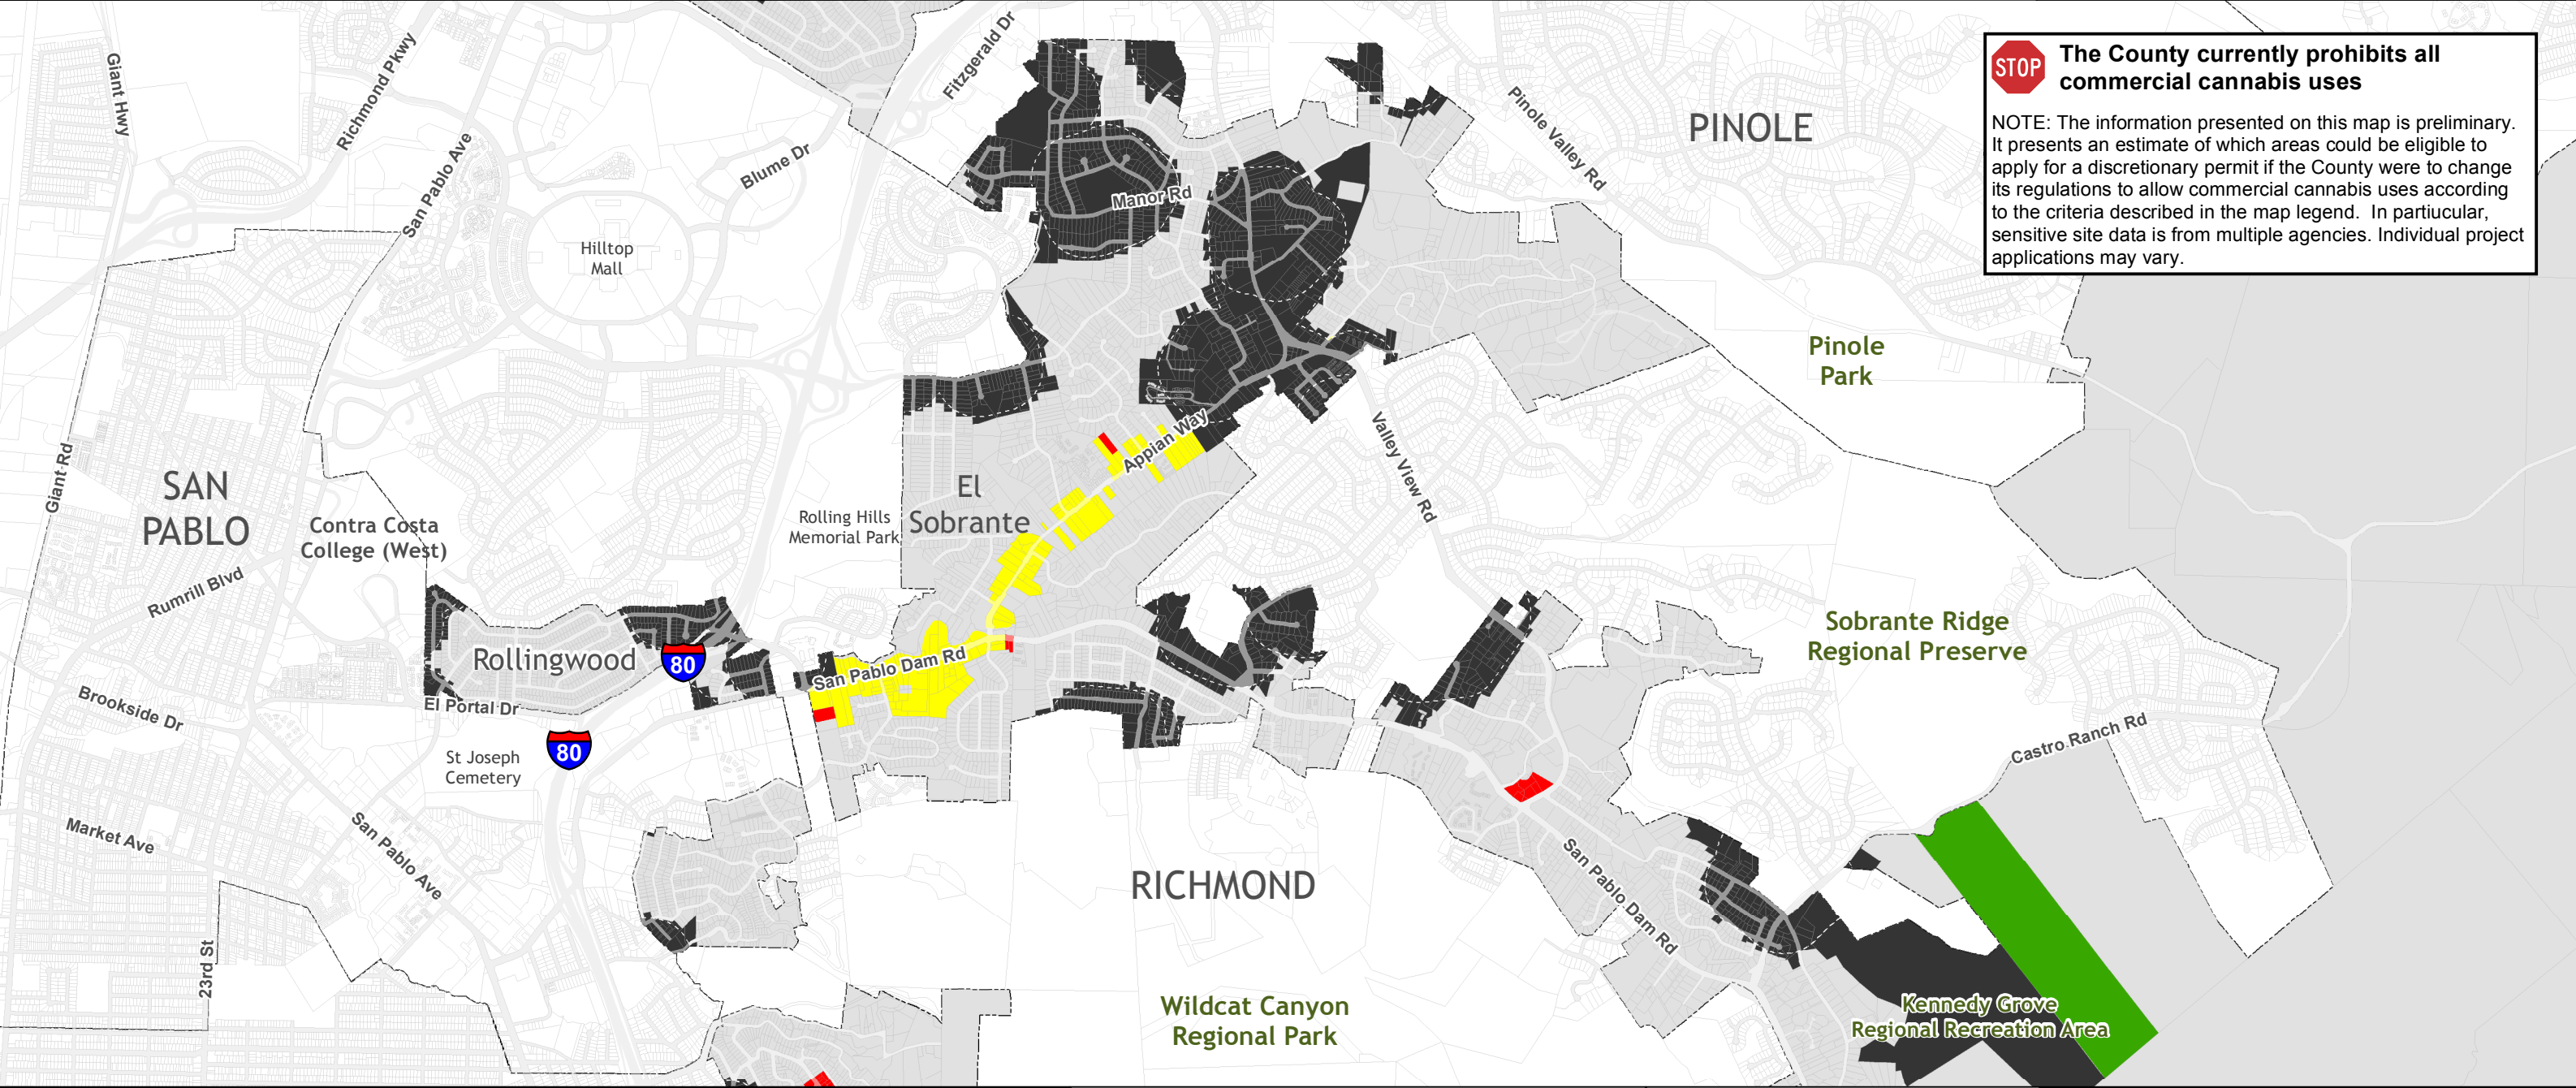 STOP
The County currently prohibits all
commercial cannabis uses
NOTE: The information presented on this map is preliminary.
It presents an estimate of which areas could be eligible to
apply for a discretionary permit if the County were to change
its regulations to allow commercial cannabis uses according
to the criteria described in the map legend. In partiucular,
sensitive site data is from multiple agencies. Individual project
applications may vary.
Giant Hwy
Richmond Pkwy
San Pablo Ave
Fitzgerald Dr
Blume Dr
Hilltop
Mall
Manor Rd
Pinole Valley Rd
PINOLE
Pinole
Park
Giant Rd
SAN
PABLO
Contra Costa
College (West)
Rumrill Blvd
Rolling Hills
Memorial Park
El
Sobrante
Appian Way
Valley View Rd
Rollingwood
80
San Pablo Dam Rd
Sobrante Ridge
Regional Preserve
Brookside Dr
El Portal Dr
80
St Joseph
Cemetery
Castro Ranch Rd
Market Ave
San Pablo Ave
RICHMOND
San Pablo Dam Rd
23rd St
Wildcat Canyon
Regional Park
Kennedy Grove
Regional Recreation Area